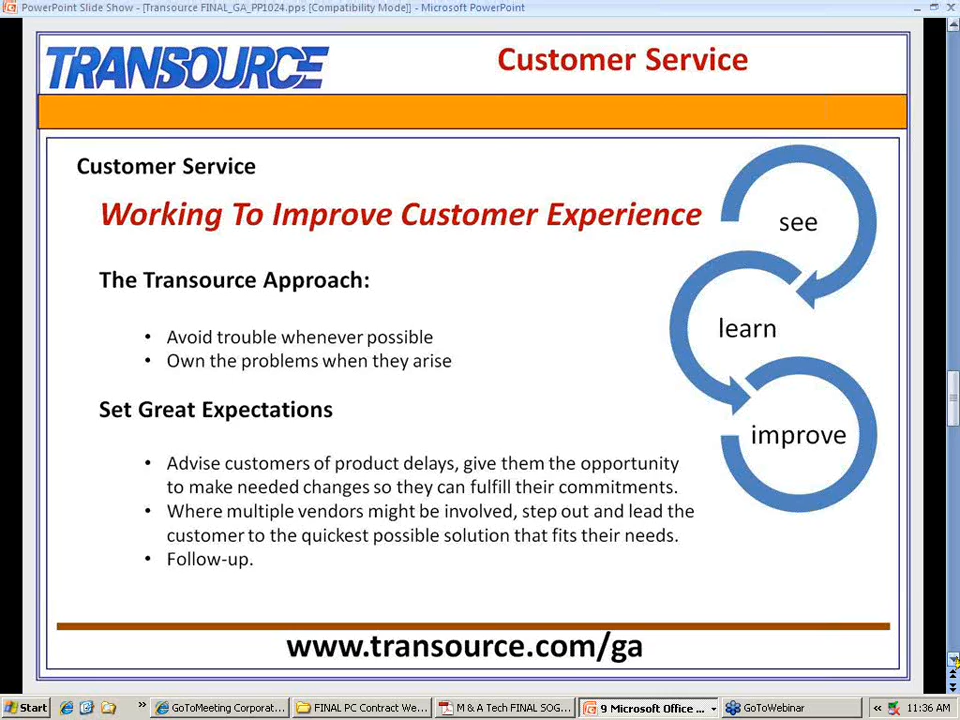 PowerPoint Slide Show - [Transource FINAL_GA_PP1024.pps [Compatibility Mode]] - Microsoft PowerPoint
TRANSOURCE
Customer Service
Customer Service
Working To Improve Customer Experience
The Transource Approach:
• Avoid trouble whenever possible
• Own the problems when they arise
Set Great Expectations
• Advise customers of product delays, give them the opportunity
to make needed changes so they can fulfill their commitments.
• Where multiple vendors might be involved, step out and lead the
customer to the quickest possible solution that fits their needs.
• Follow-up.
see
learn
improve
www.transource.com/ga
Start
»
GoToMeeting Corporat...
FINAL PC Contract We...
M & A Tech FINAL SOG...
9 Microsoft Office ...
GoToWebinar
«
11:36 AM